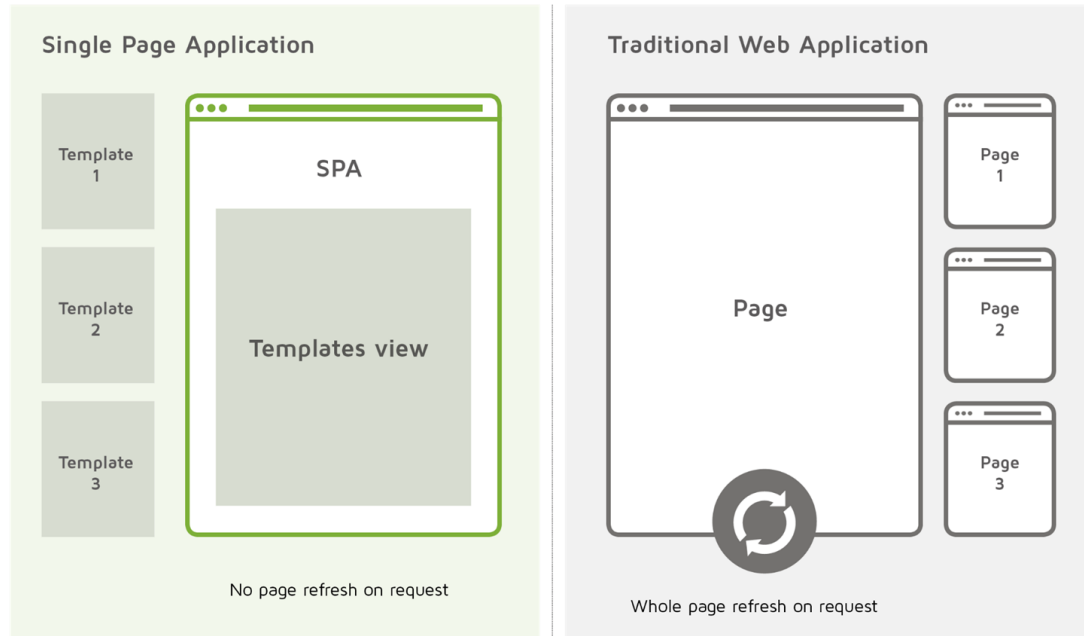 Single Page Application
Template
1
Template
2
Template
3
SPA
Templates view
No page refresh on request
Traditional Web Application
Page
Page
1
Page
2
Page
3
Whole page refresh on request